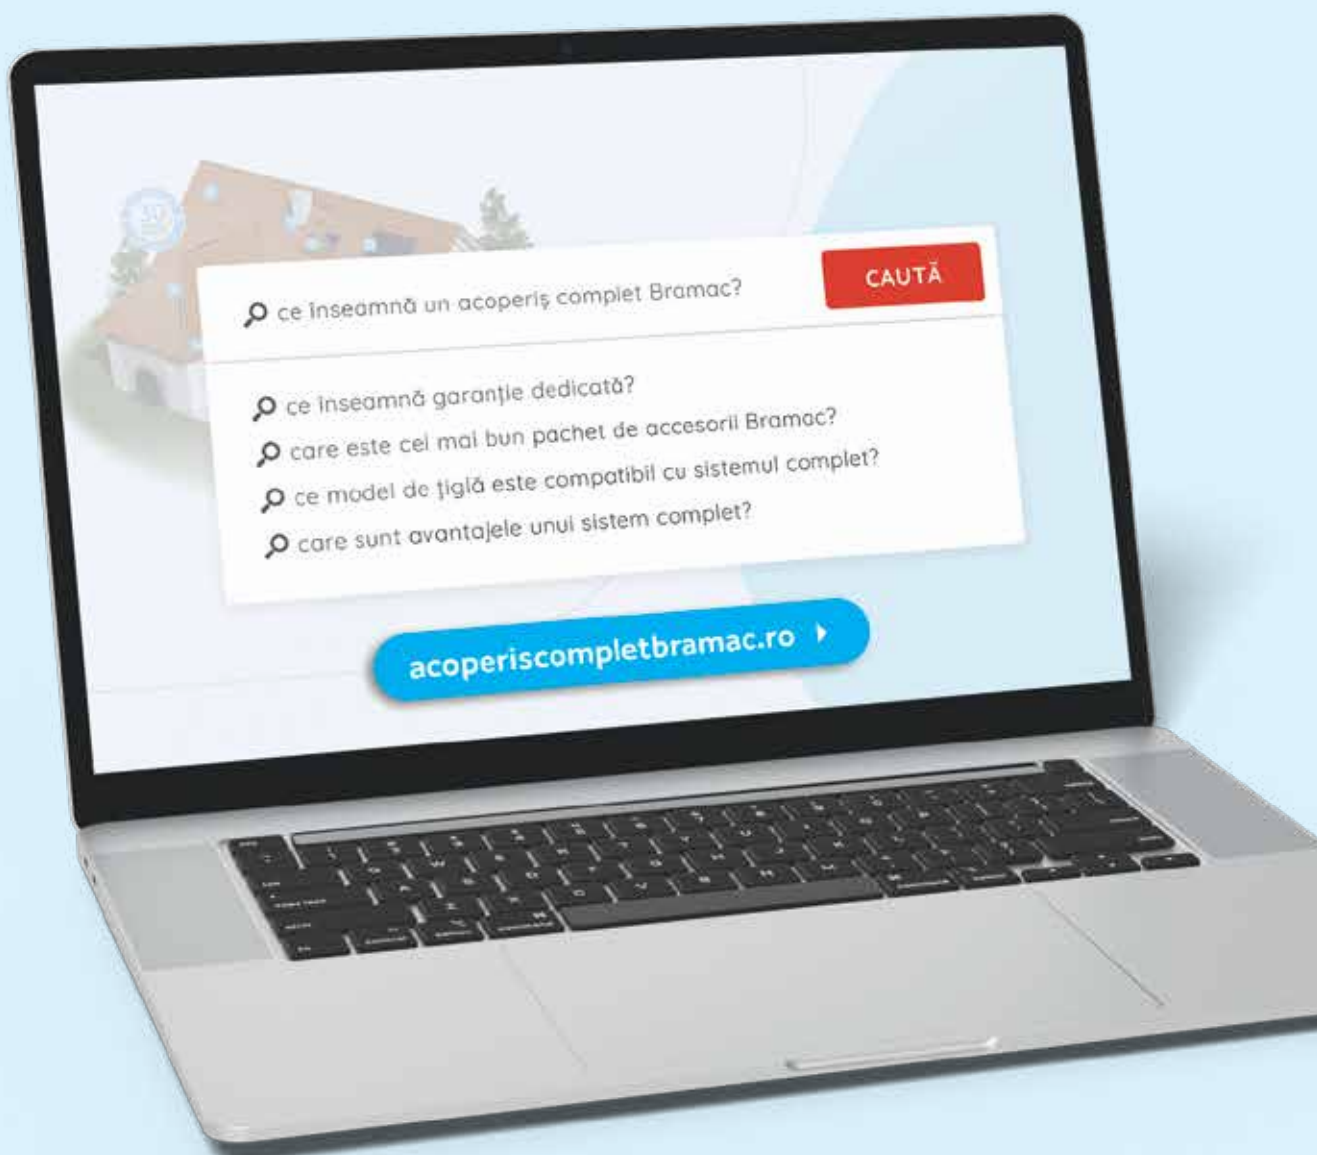 ce înseamnă un acoperiș complet Bramac?
CAUTĂ
ce înseamnă garanție dedicată?
care este cel mai bun pachet de accesorii Bramac?
ce model de țiglă este compatibil cu sistemul complet?
care sunt avantajele unui sistem complet?
acoperiscompletbramac.ro